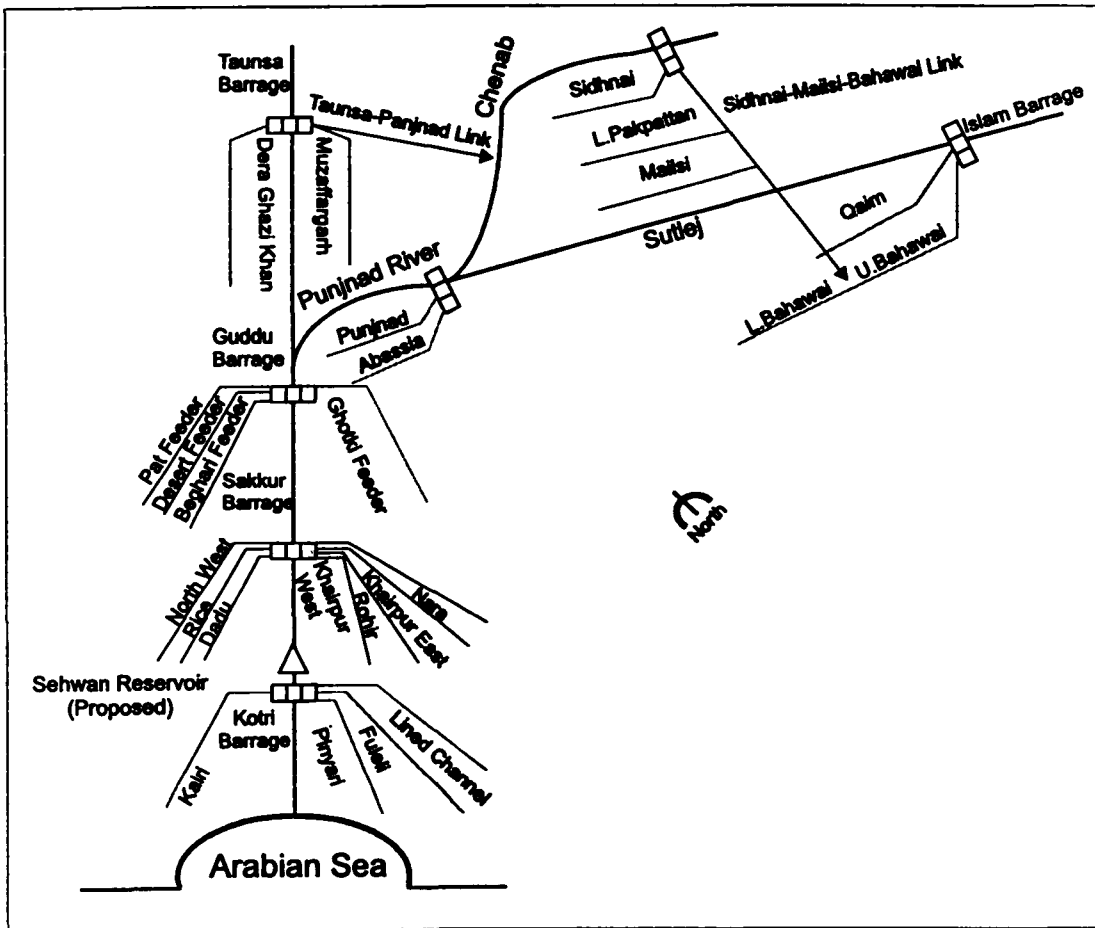 Taunsa
Barrage
Taunsa-Panjnad Link
Chenab
Sidhnai
L.Pakpattan
Mailsi
Sidhnai-Mailsi-Bahawal Link
Islam Barrage
Dera Ghazi Khan
Muzaffargarh
Qaim
U.Bahawal
L.Bahawal
Sutlej
Punjnad River
Punjnad
Abassia
Guddu
Barrage
Pat Feeder
Desert Feeder
Beghari Feeder
Ghotki Feeder
Sakkur
Barrage
North
North West
Rice
Dadu
Khairpur
West
Rohir
Khairpur East
Nara
Sehwan Reservoir
(Proposed)
Kotri
Barrage
Kairi
Pinyari
Fuleli
Lined Channel
Arabian Sea